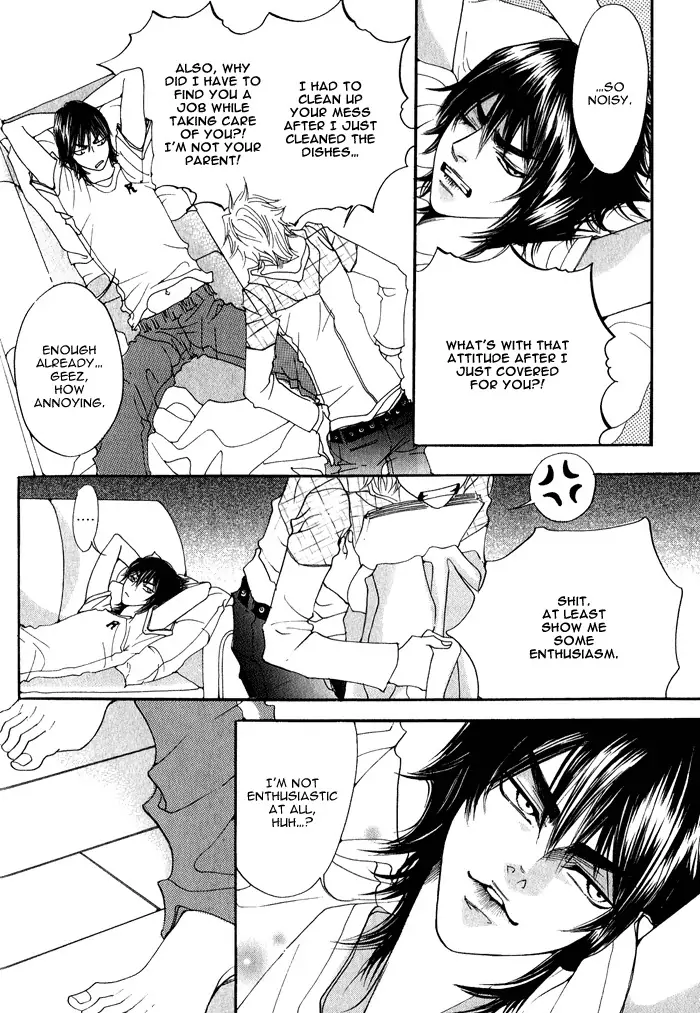 ...SO
NOISY.
WHAT'S WITH THAT
ATTITUDE AFTER I
JUST COVERED
FOR YOU?!
I HAD TO
CLEAN UP
YOUR MESS
AFTER I JUST
CLEANED THE
DISHES...
ALSO, WHY
DID I HAVE TO
FIND YOU A
JOB WHILE
TAKING CARE
OF YOU?!
I'M NOT YOUR
PARENT!
ENOUGH
ALREADY...
GEEZ,
HOW
ANNOYING.
SHIT.
AT LEAST
SHOW ME
SOME
ENTHUSIASM.
.....
I'M NOT
ENTHUSIASTIC
AT ALL,
HUH...?